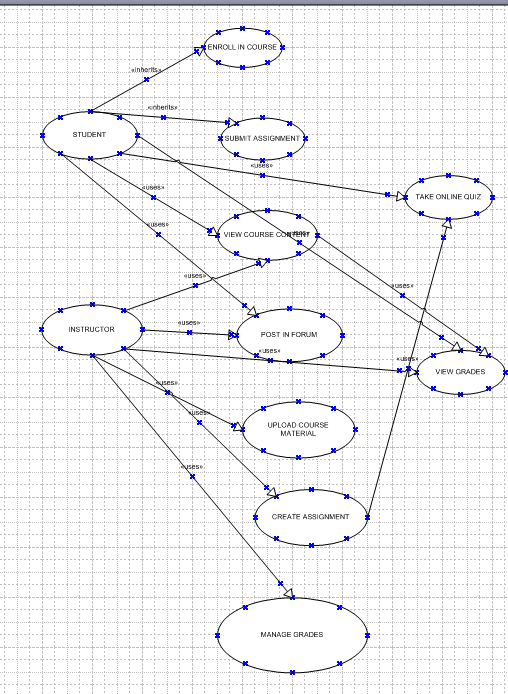 ENROLL IN COURSE
«inherits»
«inherits»
STUDENT
SUBMIT ASSIGNMENT
«uses»
«uses»
TAKE ONLINE QUIZ
«uses»
VIEW COURSE CONTENT
«uses»
«uses»
«uses»
INSTRUCTOR
«uses»
POST IN FORUM
«uses»
«uses»
VIEW GRADES
«uses»
«uses»
UPLOAD COURSE
MATERIAL
«uses»
CREATE ASSIGNMENT
MANAGE GRADES